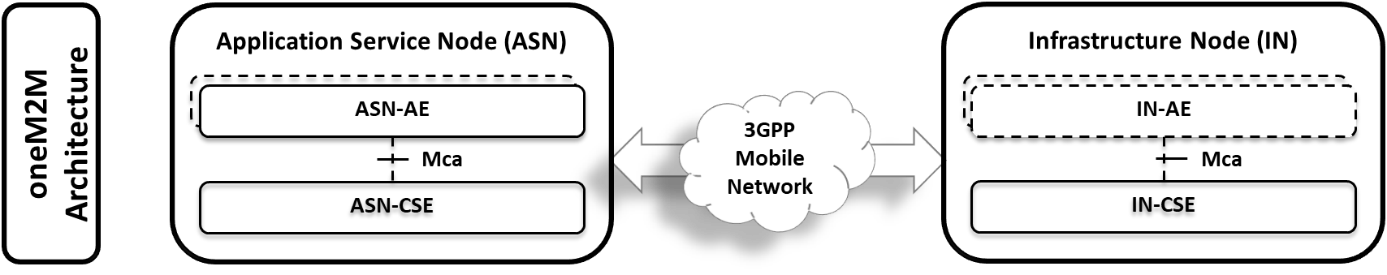 oneM2M
Architecture
Application Service Node (ASN)
ASN-AE
Mca
ASN-CSE
3GPP
Mobile
Network
Infrastructure Node (IN)
IN-AE
Mca
IN-CSE